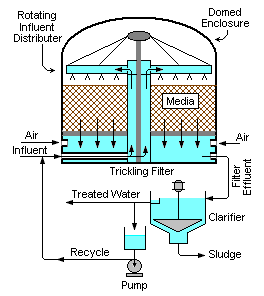 Rotating
Influent
Distributer
Domed
Enclosure
Media
Air
Air
Influent
Trickling Filter
Filter
Effluent
Treated Water
Clarifier
Sludge
Recycle
Pump